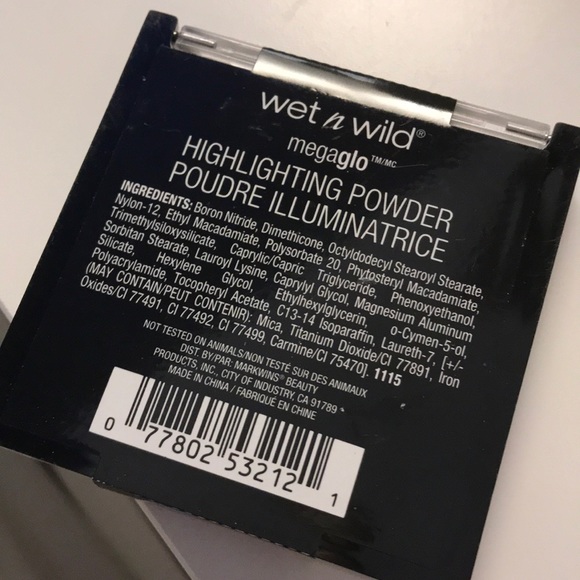 wet n wild®
megaglo™/MC
HIGHLIGHTING POWDER
POUDRE ILLUMINATRICE
INGREDIENTS: Boron Nitride, Dimethicone, Octyldodecyl Stearoyl Stearate,
Nylon-12, Ethyl Macadamiate, Polysorbate 20, Phytosteryl Macadamiate,
Trimethylsiloxysilicate, Caprylic/Capric Triglyceride, Phenoxyethanol,
Sorbitan Stearate, Lauroyl Lysine, Caprylyl Glycol, Magnesium Aluminum
Silicate, Hexylene Glycol, Ethylhexylglycerin, o-Cymen-5-ol,
Polyacrylamide, Tocopheryl Acetate, C13-14 Isoparaffin, Laureth-7, [+/-
(MAY CONTAIN/PEUT CONTENIR): Mica, Titanium Dioxide/CI 77891, Iron
Oxides/CI 77491, CI 77492, CI 77499, Carmine/CI 75470]. 1115
NOT TESTED ON ANIMALS/NON TESTÉ SUR DES ANIMAUX
DIST. BY/PAR: MARKWINS® BEAUTY
PRODUCTS, INC., CITY OF INDUSTRY, CA 91789
MADE IN CHINA / FABRIQUÉ EN CHINE
0 77802 53212 1